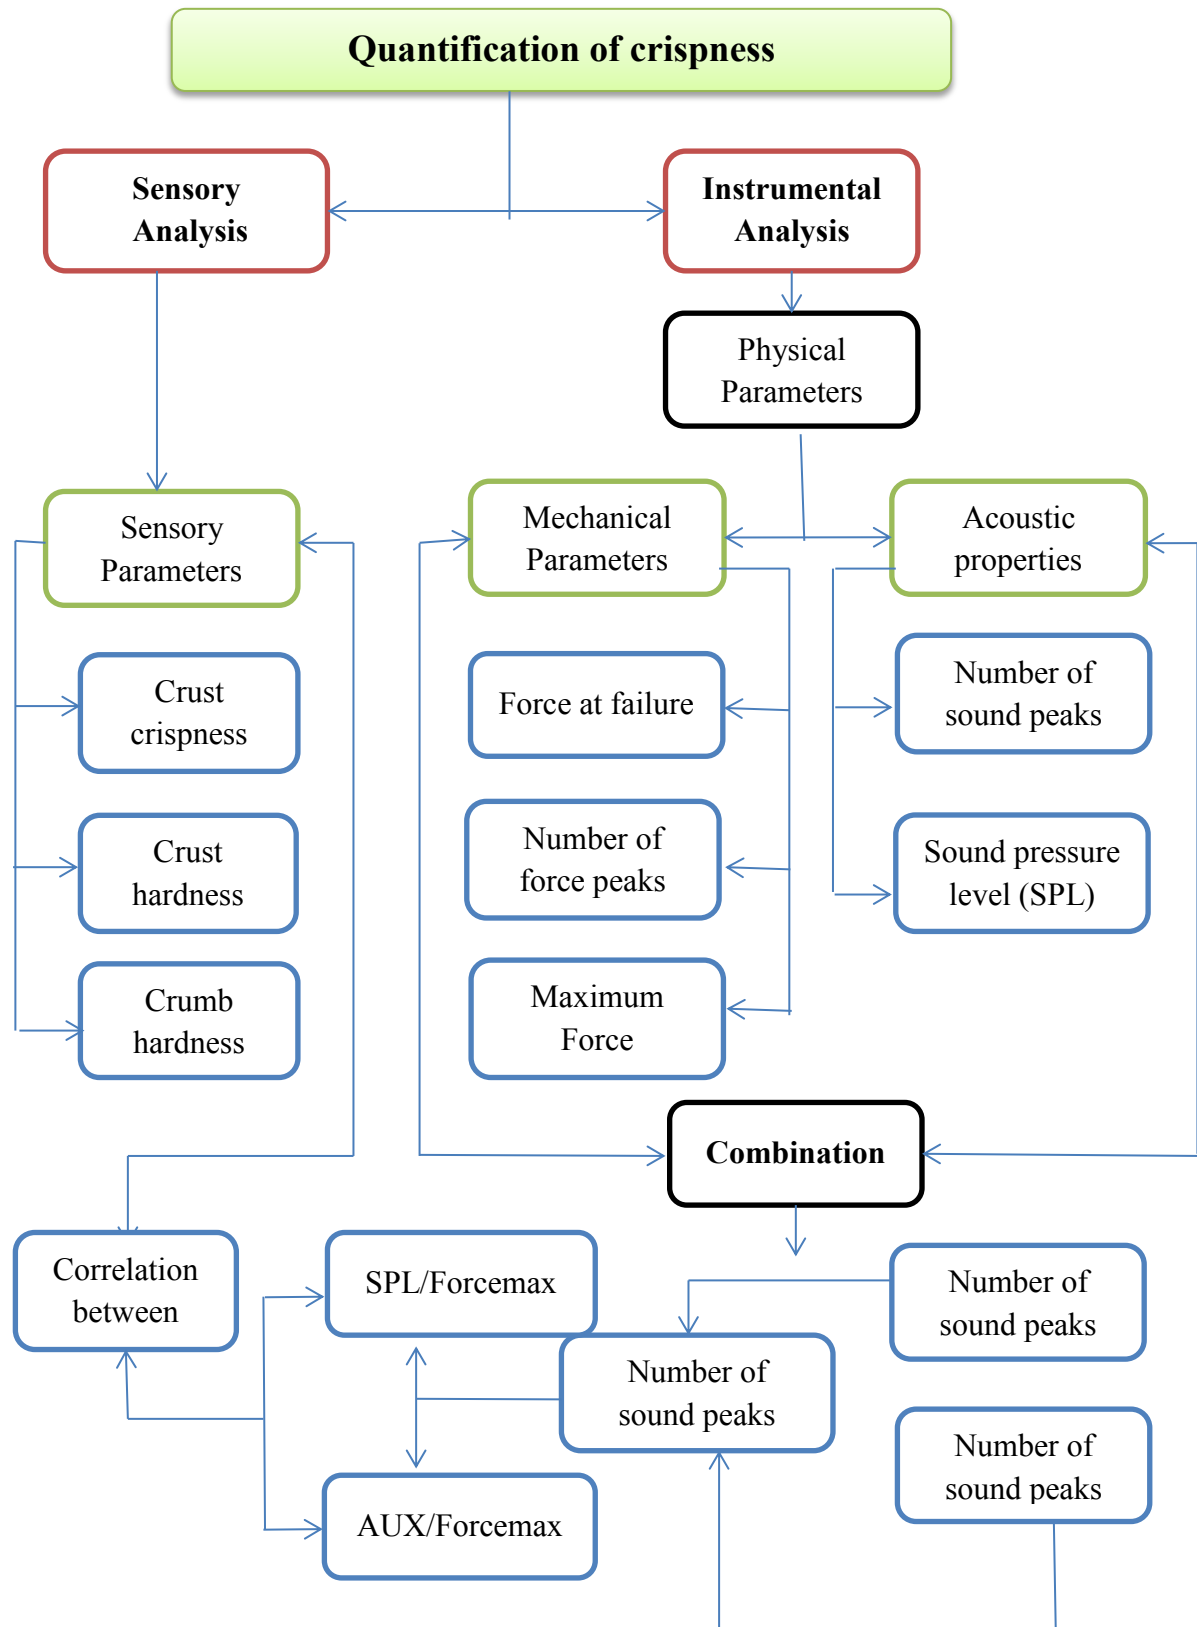 Quantification of crispness
Sensory
Analysis
Instrumental
Analysis
Physical
Parameters
Sensory
Parameters
Mechanical
Parameters
Acoustic
properties
Crust
crispness
Force at failure
Number of
sound peaks
Crust
hardness
Number of
force peaks
Sound pressure
level (SPL)
Crumb
hardness
Maximum
Force
Combination
Correlation
between
SPL/Forcemax
Number of
sound peaks
Number of
sound peaks
Number of
sound peaks
AUX/Forcemax